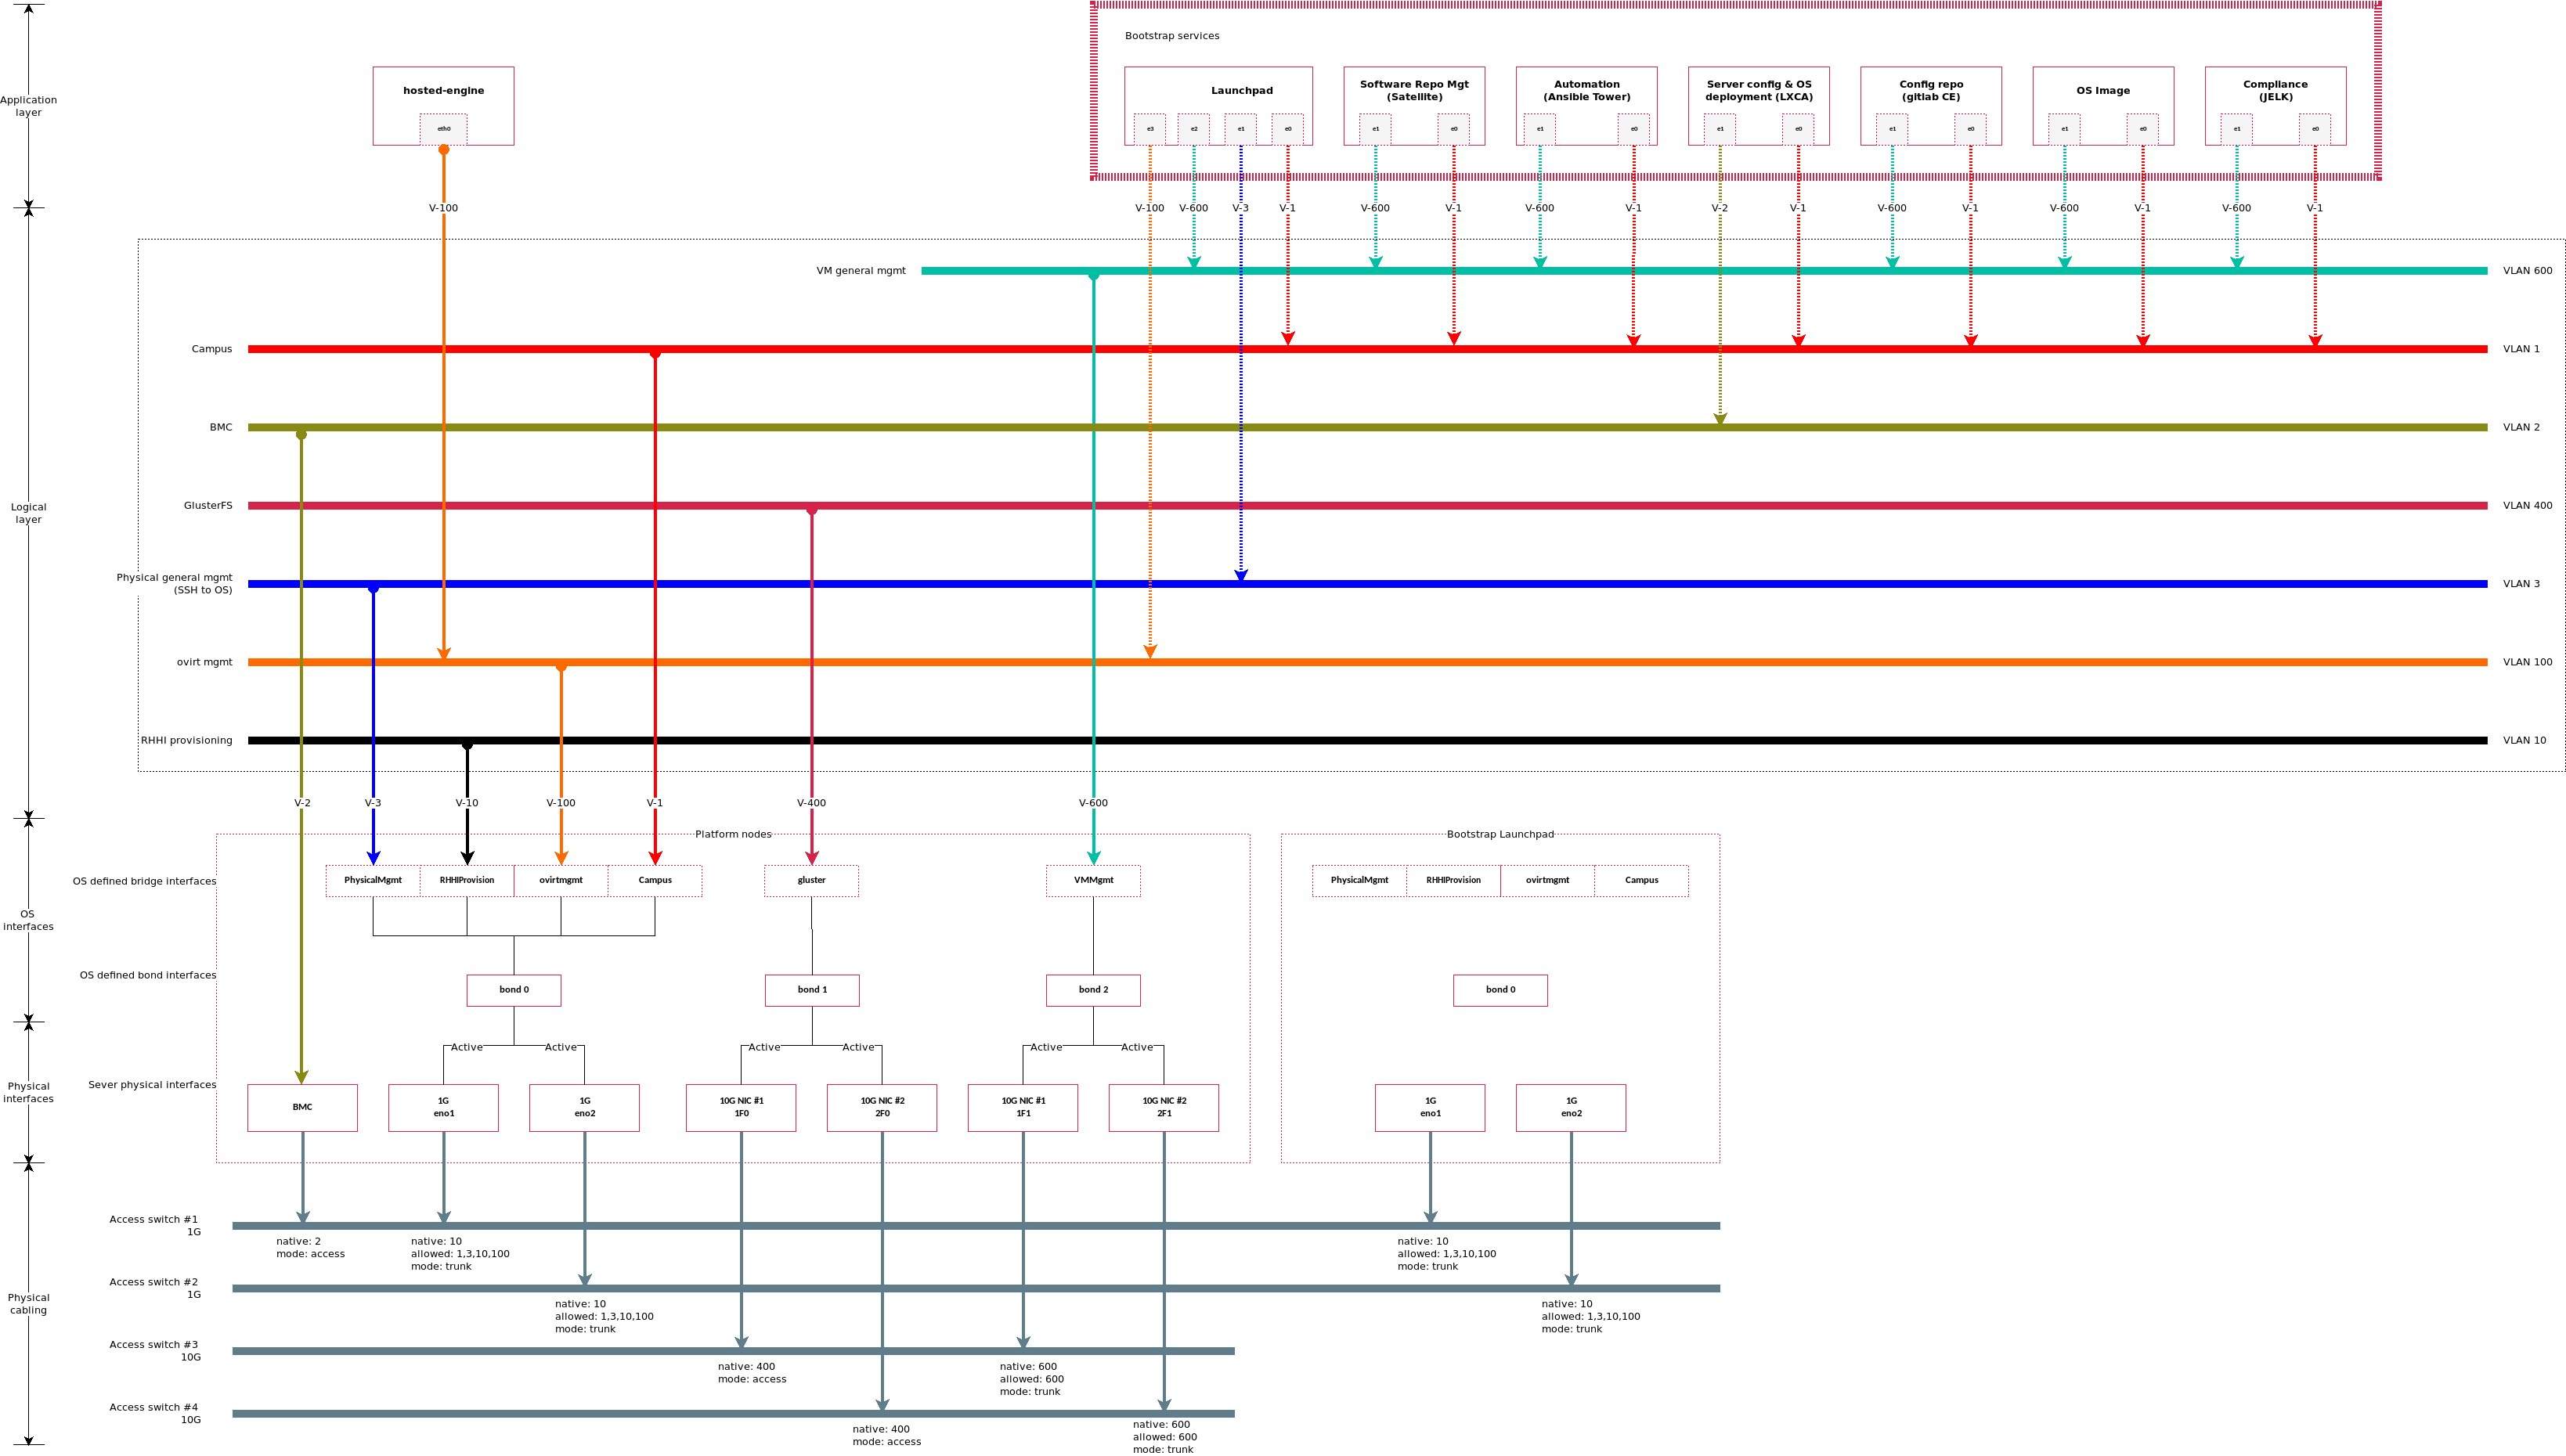 Bootstrap services
Application
layer
hosted-engine
eth0
Launchpad
e3
e2
e1
e0
Software Repo Mgt
(Satellite)
e1
e0
Automation
(Ansible Tower)
e1
e0
Server config & OS
deployment (LXCA)
e1
e0
Config repo
(gitlab CE)
e1
e0
OS Image
e1
e0
Compliance
(JELK)
e1
e0
V-100
V-100
V-600
V-3
V-1
V-600
V-1
V-600
V-1
V-2
V-1
V-600
V-1
V-600
V-1
V-600
V-1
Logical
layer
VM general mgmt
VLAN 600
Campus
VLAN 1
BMC
VLAN 2
GlusterFS
VLAN 400
Physical general mgmt
(SSH to OS)
VLAN 3
ovirt mgmt
VLAN 100
RHHI provisioning
VLAN 10
V-2
V-3
V-10
V-100
V-1
V-400
V-600
Platform nodes
Bootstrap Launchpad
OS
interfaces
OS defined bridge interfaces
PhysicalMgmt
RHHIProvision
ovirtmgmt
Campus
gluster
VMMgmt
PhysicalMgmt
RHHIProvision
ovirtmgmt
Campus
OS defined bond interfaces
bond 0
bond 1
bond 2
bond 0
Active
Active
Active
Active
Active
Active
Physical
interfaces
Sever physical interfaces
BMC
1G
eno1
1G
eno2
10G NIC #1
1F0
10G NIC #2
2F0
10G NIC #1
1F1
10G NIC #2
2F1
1G
eno1
1G
eno2
Physical
cabling
Access switch #1
1G
native: 2
mode: access
native: 10
allowed: 1,3,10,100
mode: trunk
native: 10
allowed: 1,3,10,100
mode: trunk
Access switch #2
1G
native: 10
allowed: 1,3,10,100
mode: trunk
native: 10
allowed: 1,3,10,100
mode: trunk
Access switch #3
10G
native: 400
mode: access
native: 600
allowed: 600
mode: trunk
Access switch #4
10G
native: 400
mode: access
native: 600
allowed: 600
mode: trunk